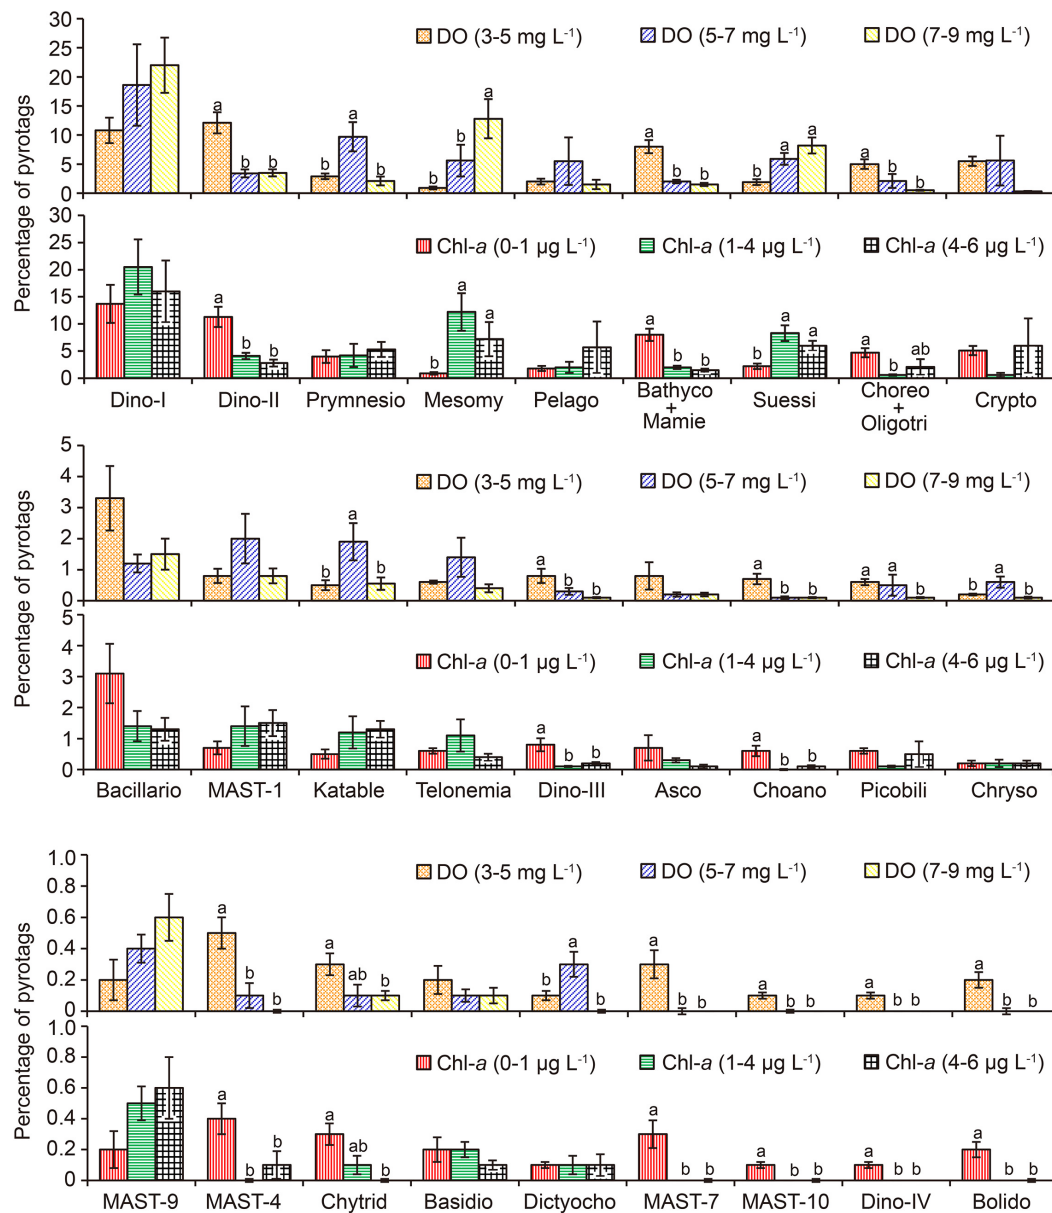 30 25 20 15 10 5 0
Percentage of pyrotags
DO (3-5 mg L⁻¹) DO (5-7 mg L⁻¹) DO (7-9 mg L⁻¹)
a b b b a b b b a a b b b a a a b b
30 25 20 15 10 5 0
Chl-a (0-1 µg L⁻¹) Chl-a (1-4 µg L⁻¹) Chl-a (4-6 µg L⁻¹)
a b b b a a a b b b a a a b ab
Dino-I Dino-II Prymnesio Mesomy Pelago Bathyco + Mamie Suessi Choreo + Oligotri Crypto
5 4 3 2 1 0
Percentage of pyrotags
DO (3-5 mg L⁻¹) DO (5-7 mg L⁻¹) DO (7-9 mg L⁻¹)
b a b a b b a b b a a b b a b
5 4 3 2 1 0
Chl-a (0-1 µg L⁻¹) Chl-a (1-4 µg L⁻¹) Chl-a (4-6 µg L⁻¹)
a b b a b b
Bacillario MAST-1 Katable Telonemia Dino-III Asco Choano Picobili Chryso
1.0 0.8 0.6 0.4 0.2 0
Percentage of pyrotags
DO (3-5 mg L⁻¹) DO (5-7 mg L⁻¹) DO (7-9 mg L⁻¹)
a b b a ab b b a b a b b a b b a b b a b b
1.0 0.8 0.6 0.4 0.2 0
Chl-a (0-1 µg L⁻¹) Chl-a (1-4 µg L⁻¹) Chl-a (4-6 µg L⁻¹)
a b b a ab b a b b a b b a b b a b b
MAST-9 MAST-4 Chytrid Basidio Dictyocho MAST-7 MAST-10 Dino-IV Bolido